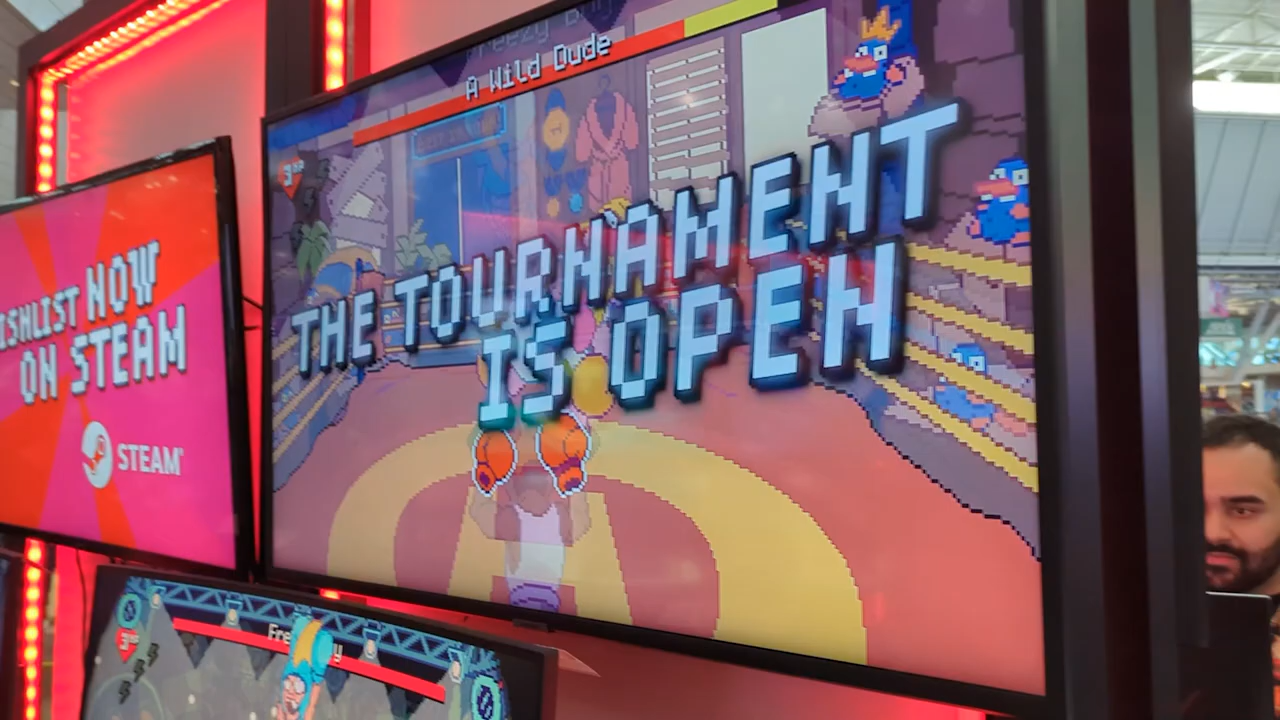 A Wild Dude
THE TOURNAMENT
IS OPEN
ISHLIST NOW
ON STEAM
STEAM